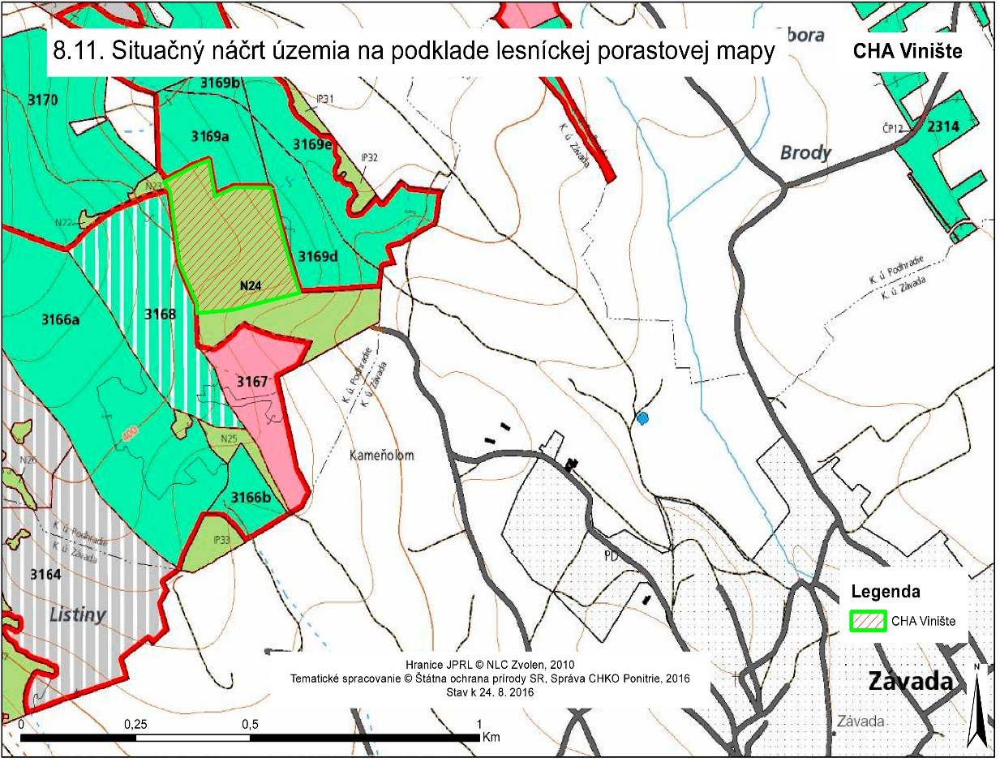 8.11. Situačný náčrt územia na podklade lesníckej porastovej mapy
CHA Vinište
bora
3170
3169b
IP31
3169a
3169e
IP32
K. ú. Závada
Brody
ČP12
2314
N23
N22
3169d
N24
K. ú. Podhradie
K. ú. Závada
3166a
3168
3167
K. ú. Podhradie
K. ú. Závada
400
N25
N26
Kameňolom
3166b
K. ú. Podhradie
K. ú. Závada
IP33
PD
3164
Listiny
Legenda
CHA Vinište
Hranice JPRL © NLC Zvolen, 2010
Tematické spracovanie © Štátna ochrana prírody SR, Správa CHKO Ponitrie, 2016
Stav k 24. 8. 2016
Závada
N
Závada
0 0,25 0,5 1
Km